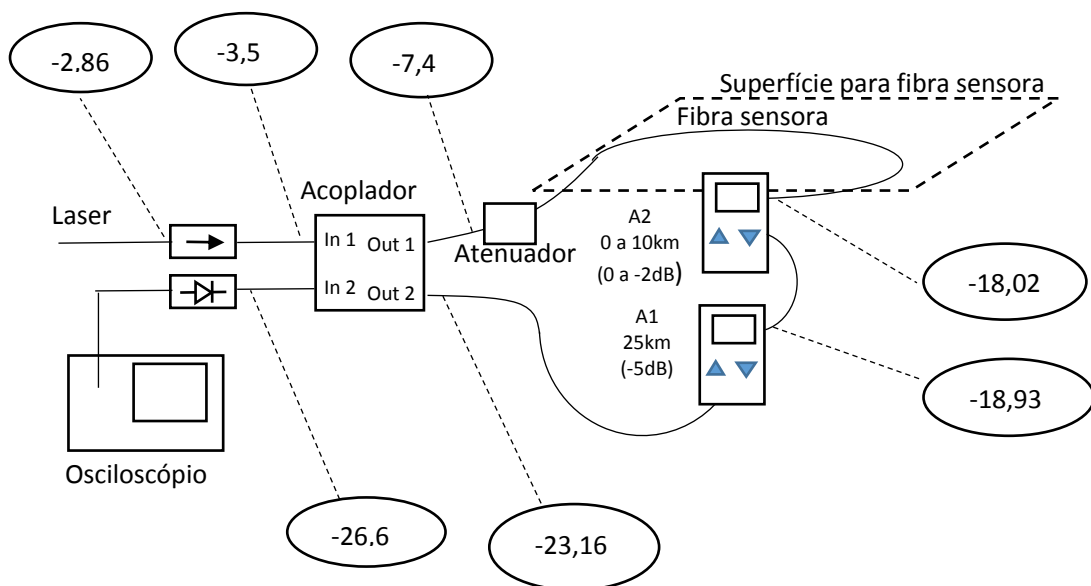 -2,86
-3,5
-7,4
Superfície para fibra sensora
Fibra sensora
Acoplador
Laser
In 1
Out 1
In 2
Out 2
Atenuador
A2
0 a 10km
(0 a -2dB)
A1
25km
(-5dB)
-18,02
-18,93
Osciloscópio
-26,6
-23,16